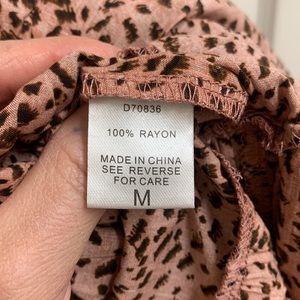 D70836
100% RAYON
MADE IN CHINA
SEE REVERSE
FOR CARE
M